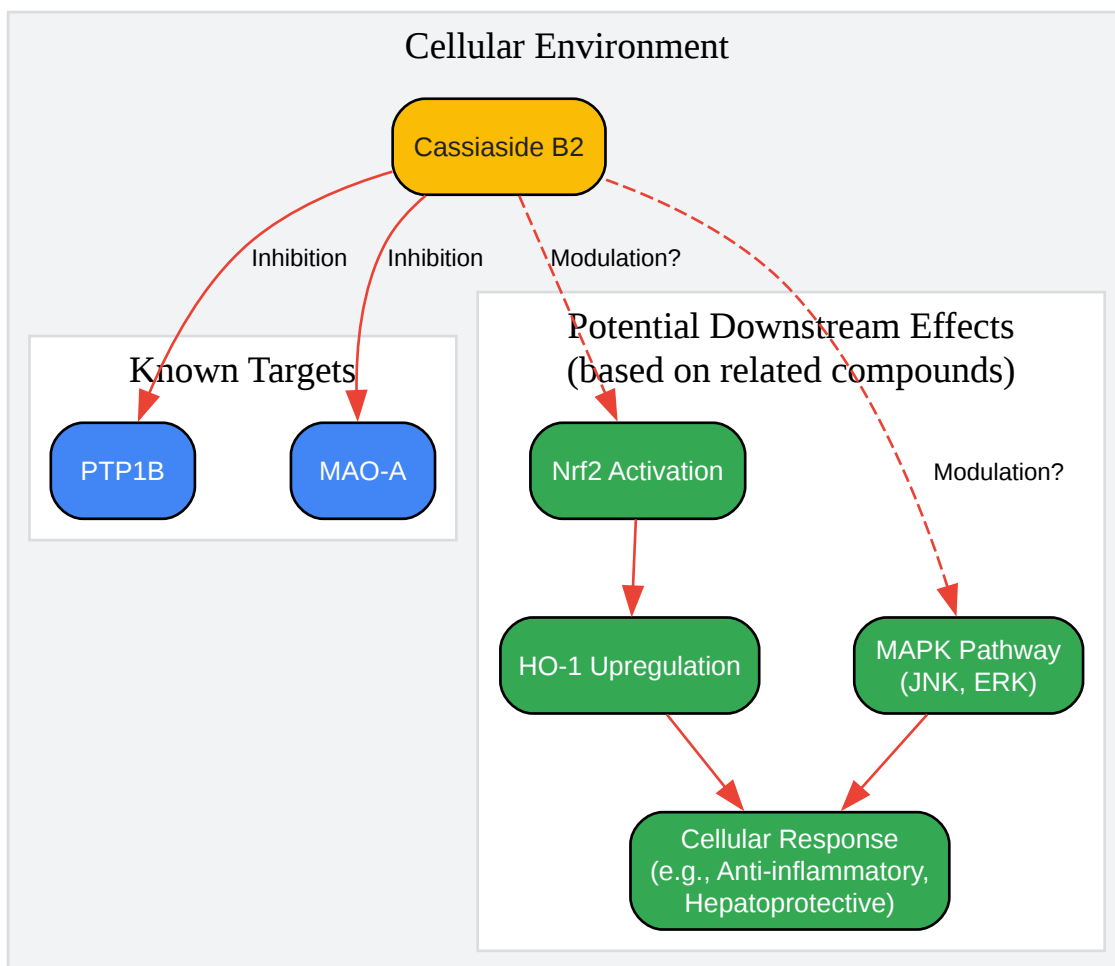 Cellular Environment
Cassiaside B2
Inhibition
Inhibition
Modulation?
Known Targets
PTP1B
MAO-A
Potential Downstream Effects
(based on related compounds)
Nrf2 Activation
Modulation?
HO-1 Upregulation
MAPK Pathway
(JNK, ERK)
Cellular Response
(e.g., Anti-inflammatory,
Hepatoprotective)